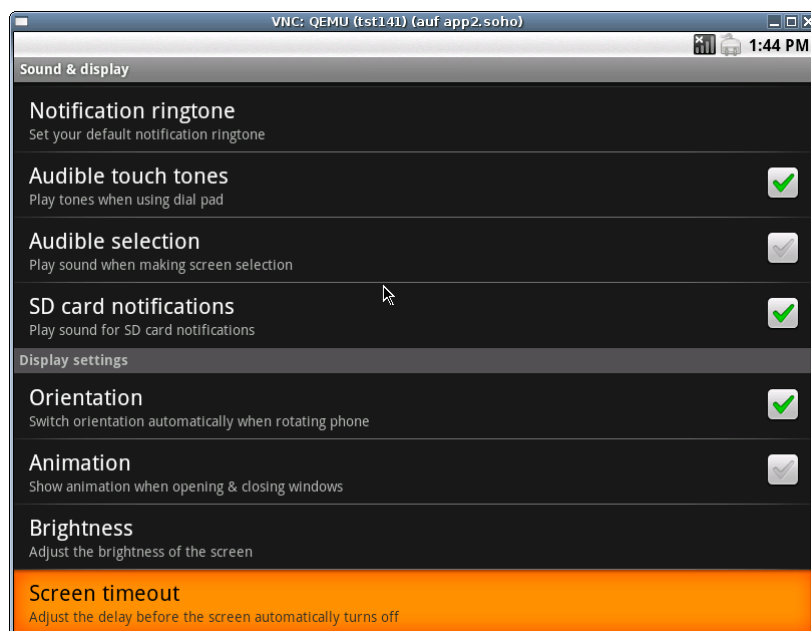 VNC: QEMU (tst141) (auf app2.soho)
1:44 PM
Sound & display
Notification ringtone
Set your default notification ringtone
Audible touch tones
Play tones when using dial pad
Audible selection
Play sound when making screen selection
SD card notifications
Play sound for SD card notifications
Display settings
Orientation
Switch orientation automatically when rotating phone
Animation
Show animation when opening & closing windows
Brightness
Adjust the brightness of the screen
Screen timeout
Adjust the delay before the screen automatically turns off